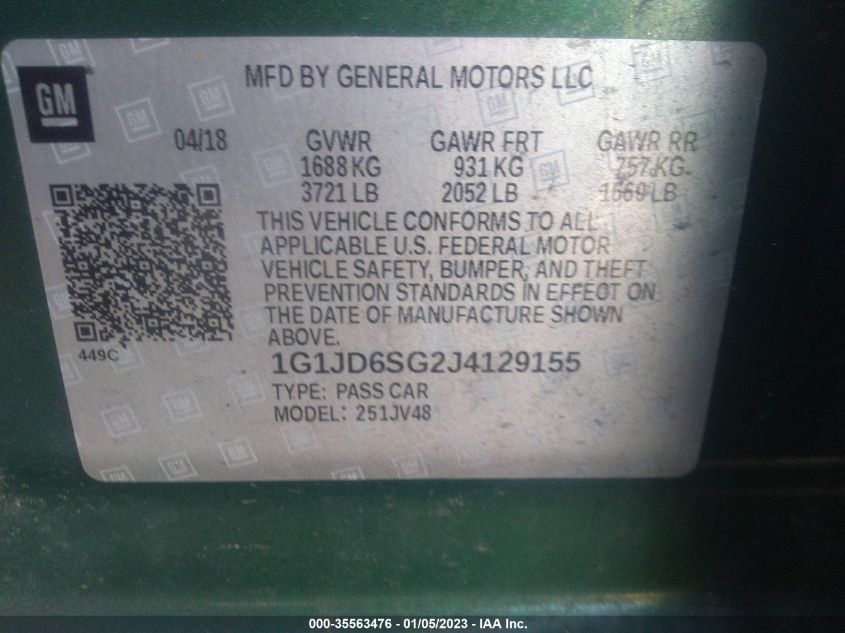 GM
MFD BY GENERAL MOTORS LLC
04/18 GVWR GAWR FRT GAWR RR
1688 KG 931 KG 757 KG
3721 LB 2052 LB 1669 LB
THIS VEHICLE CONFORMS TO ALL
APPLICABLE U.S. FEDERAL MOTOR
VEHICLE SAFETY, BUMPER, AND THEFT
PREVENTION STANDARDS IN EFFECT ON
THE DATE OF MANUFACTURE SHOWN
ABOVE.
449C
1G1JD6SG2J4129155
TYPE: PASS CAR
MODEL: 251JV48
000-35563476 — 01/05/2023 — IAA Inc.